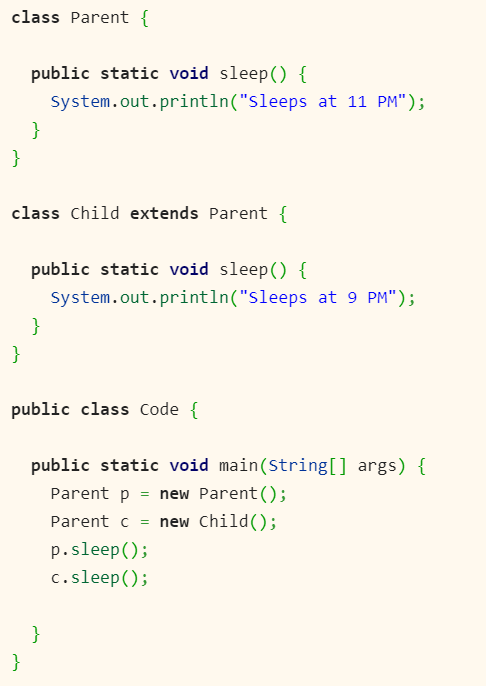 class Parent {
  public static void sleep() {
    System.out.println("Sleeps at 11 PM");
  }
}
class Child extends Parent {
  public static void sleep() {
    System.out.println("Sleeps at 9 PM");
  }
}
public class Code {
  public static void main(String[] args) {
    Parent p = new Parent();
    Parent c = new Child();
    p.sleep();
    c.sleep();
  }
}